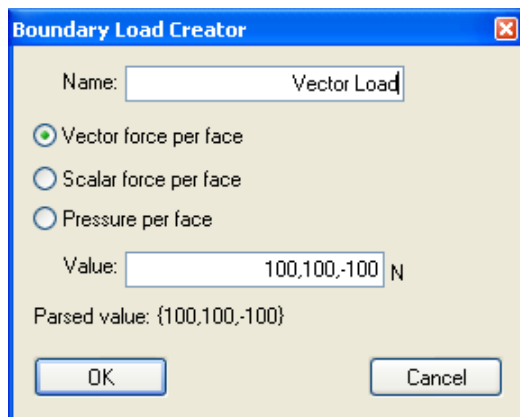 Boundary Load Creator
Name: Vector Load
Vector force per face
Scalar force per face
Pressure per face
Value: 100,100,-100 N
Parsed value: {100,100,-100}
OK Cancel